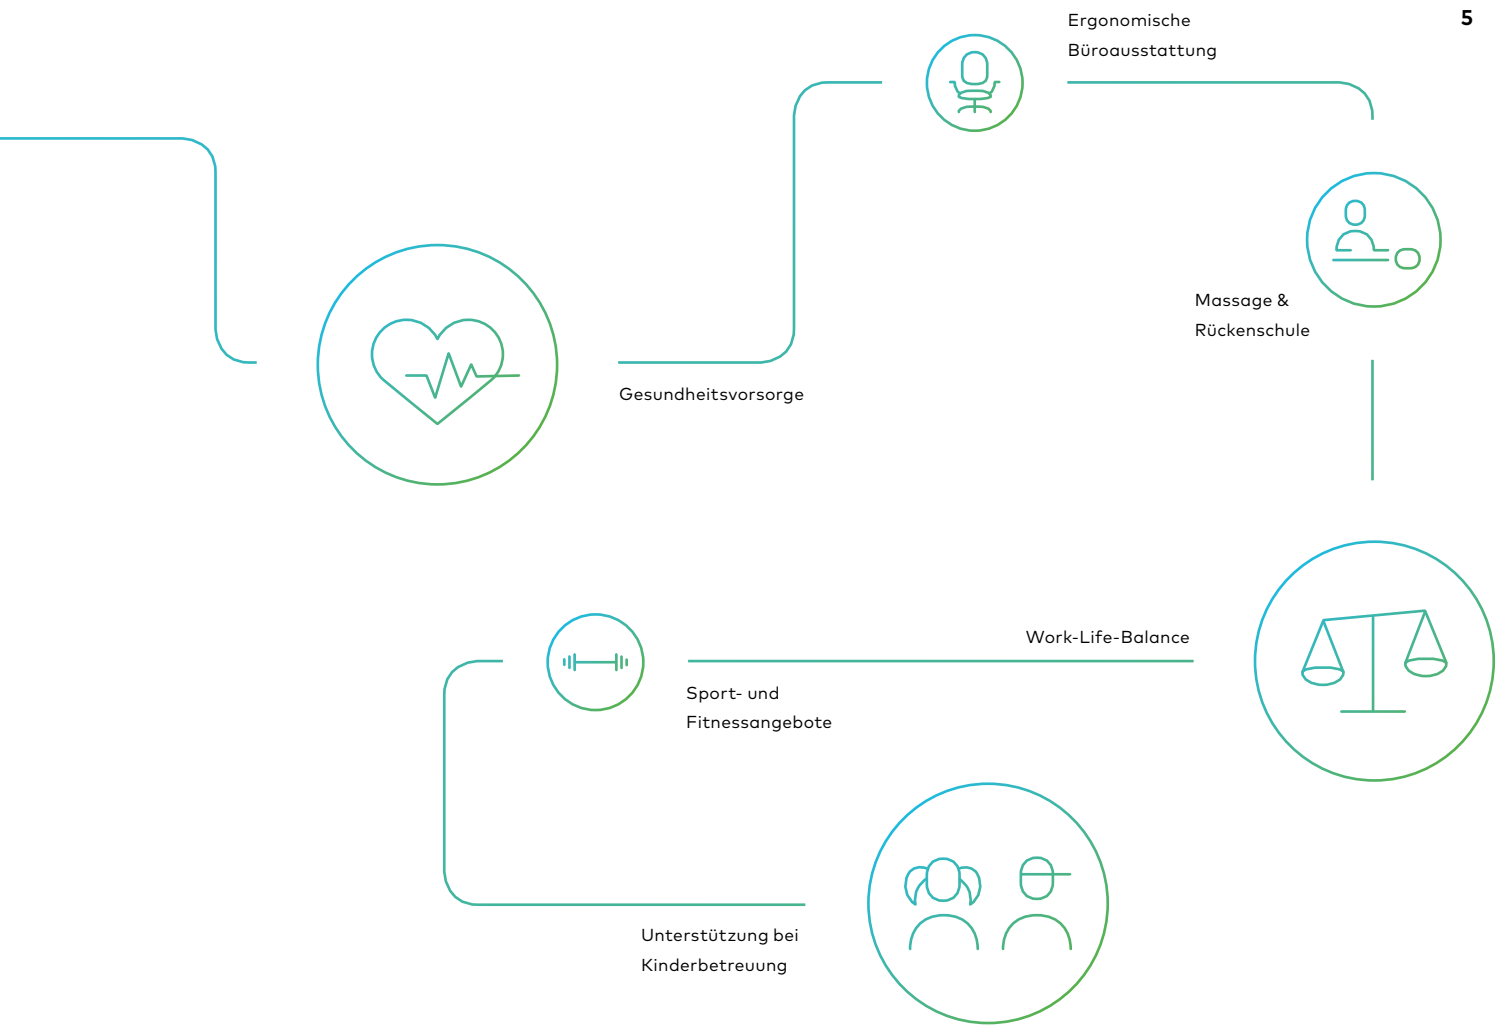 5
Ergonomische
Büroausstattung
Massage &
Rückenschule
Gesundheitsvorsorge
Work-Life-Balance
Sport- und
Fitnessangebote
Unterstützung bei
Kinderbetreuung